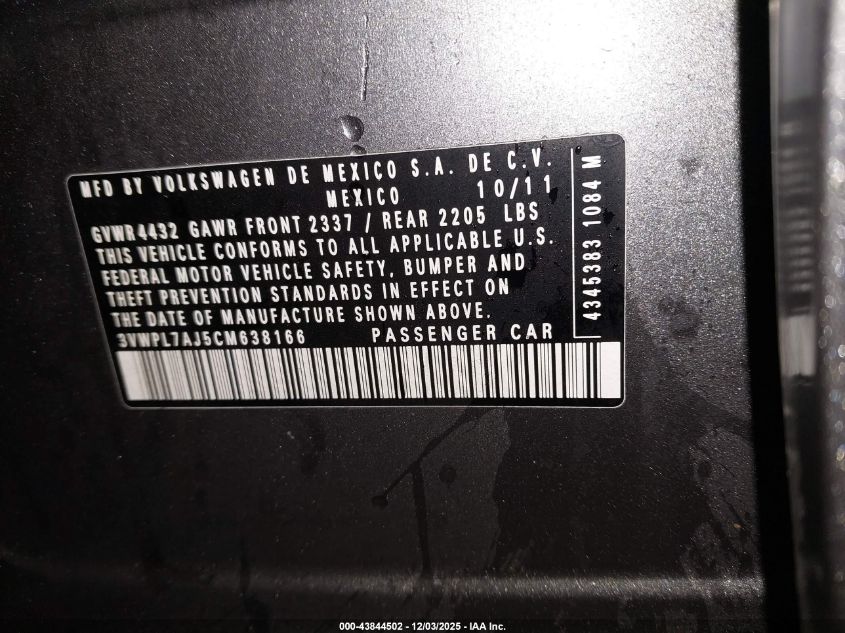 MFD BY VOLKSWAGEN DE MEXICO S.A. DE C.V.
MEXICO 10/11
GVWR4432 GAWR FRONT 2337 / REAR 2205 LBS
THIS VEHICLE CONFORMS TO ALL APPLICABLE U.S.
FEDERAL MOTOR VEHICLE SAFETY, BUMPER AND
THEFT PREVENTION STANDARDS IN EFFECT ON
THE DATE OF MANUFACTURE SHOWN ABOVE.
3VWPL7AJ5CM638166 PASSENGER CAR
4345383 1084 M
000-43844502 - 12/03/2025 - IAA Inc.